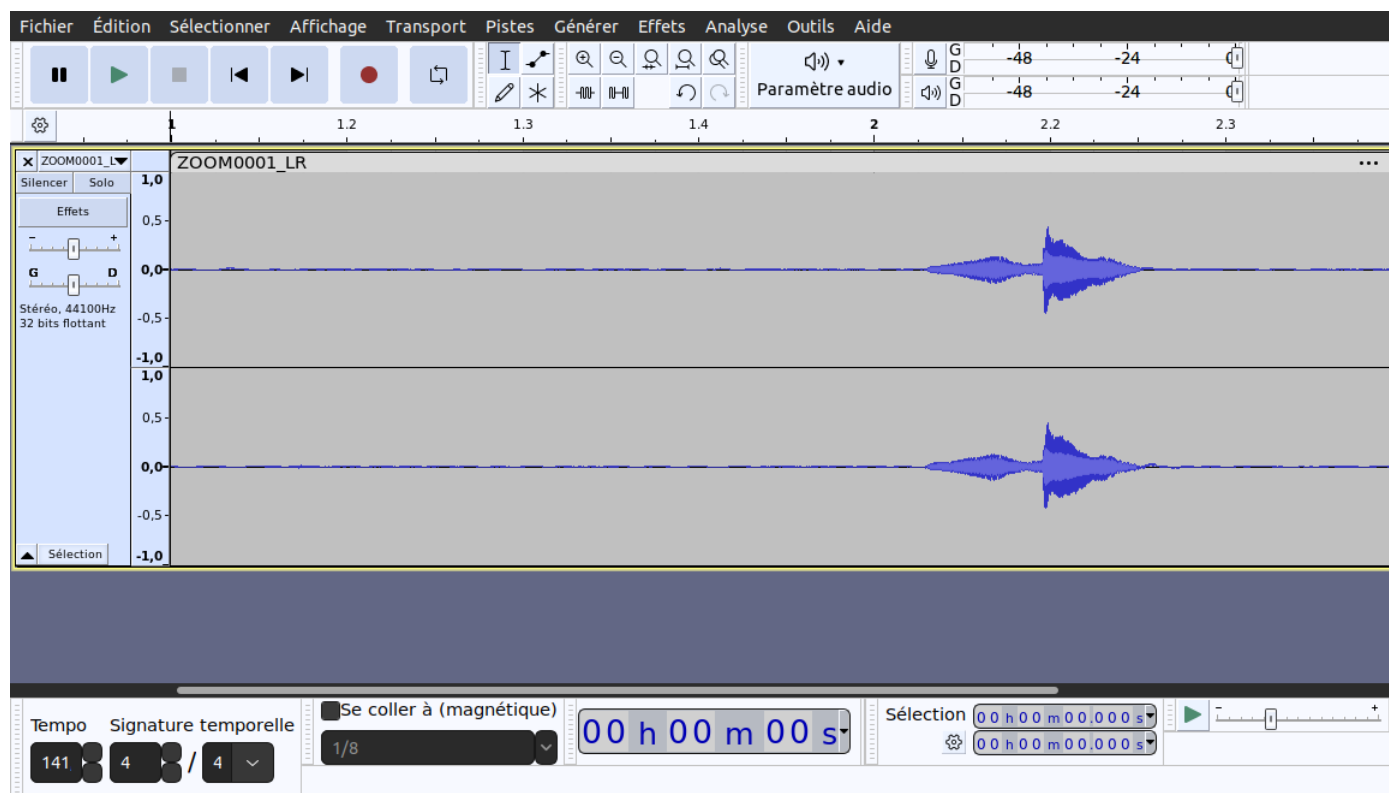 Fichier Édition Sélectionner Affichage Transport Pistes Générer Effets Analyse Outils Aide
G -48 -24 0
D
Paramètre audio
G -48 -24 0
D
1 1.2 1.3 1.4 2 2.2 2.3
ZOOM0001_L
ZOOM0001_LR
...
Silencer Solo
Effets
- +
G D
Stéréo, 44100Hz
32 bits flottant
Sélection
1,0
0,5
0,0
-0,5
-1,0
1,0
0,5
0,0
-0,5
-1,0
Tempo Signature temporelle
141 4 / 4
Se coller à (magnétique)
1/8
00 h 00 m 00 s
Sélection
00 h 00 m 00.000 s
00 h 00 m 00.000 s
- +